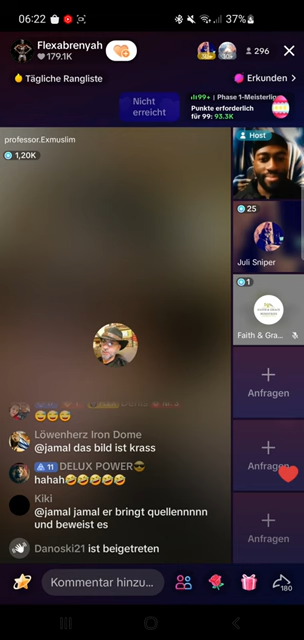 06:22
37%
Flexabrenyah
179.1K
296
Tägliche Rangliste
Erkunden >
Nicht
erreicht
99+ | Phase 1-Meisterlin
Punkte erforderlich
für 99: 93.3K
professor.Exmuslim
1,20K
Host
25
Juli Sniper
1
Faith & Gra...
Anfragen
Anfragen
Anfragen
Löwenherz Iron Dome
@jamal das bild ist krass
11 DELUX POWER😎
hahah🤣🤣🤣🤣🤣
Kiki
@jamal jamal er bringt quellennnnn
und beweist es
Danoski21 ist beigetreten
Kommentar hinzu...
180